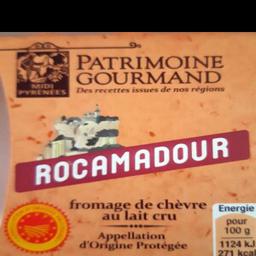 PATRIMOINE
GOURMAND
MIDI
PYRÉNÉES
Des recettes issues de nos régions
ROCAMADOUR
fromage de chèvre
au lait cru
Appellation
d'Origine Protégée
Energie
pour
100 g
1124 kJ
271 kcal